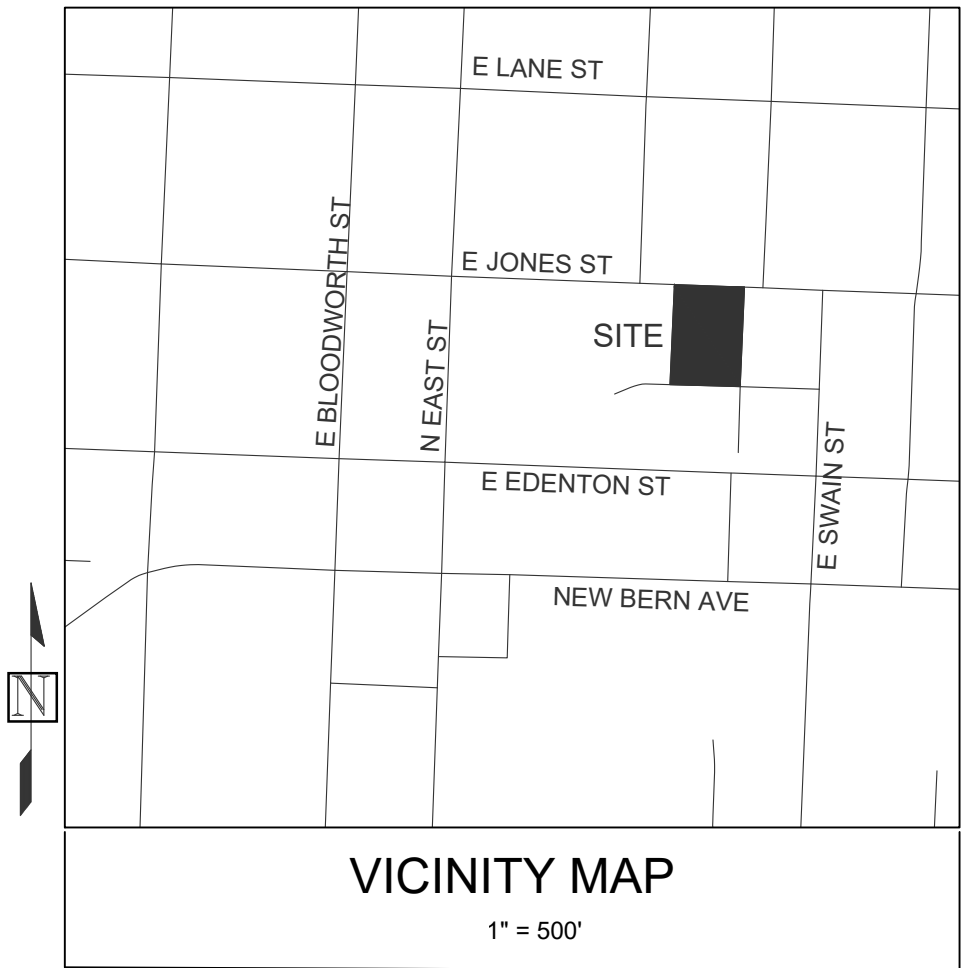 E LANE ST
E BLOODWORTH ST
E JONES ST
N EAST ST
SITE
E SWAIN ST
E EDENTON ST
NEW BERN AVE
N
VICINITY MAP
1" = 500'